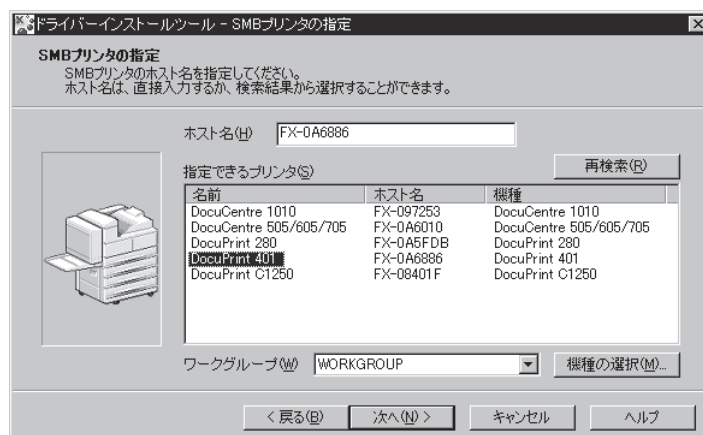 ドライバーインストールツール - SMBプリンタの指定
SMBプリンタの指定
SMBプリンタのホスト名を指定してください。
ホスト名は、直接入力するか、検索結果から選択することができます。
ホスト名(H) FX-0A6886
指定できるプリンタ(S) 再検索(R)
名前 ホスト名 機種
DocuCentre 1010 FX-097253 DocuCentre 1010
DocuCentre 505/605/705 FX-0A6010 DocuCentre 505/605/705
DocuPrint 280 FX-0A5FDB DocuPrint 280
DocuPrint 401 FX-0A6886 DocuPrint 401
DocuPrint C1250 FX-08401F DocuPrint C1250
ワークグループ(W) WORKGROUP 機種の選択(M)...
< 戻る(B) 次へ(N) > キャンセル ヘルプ